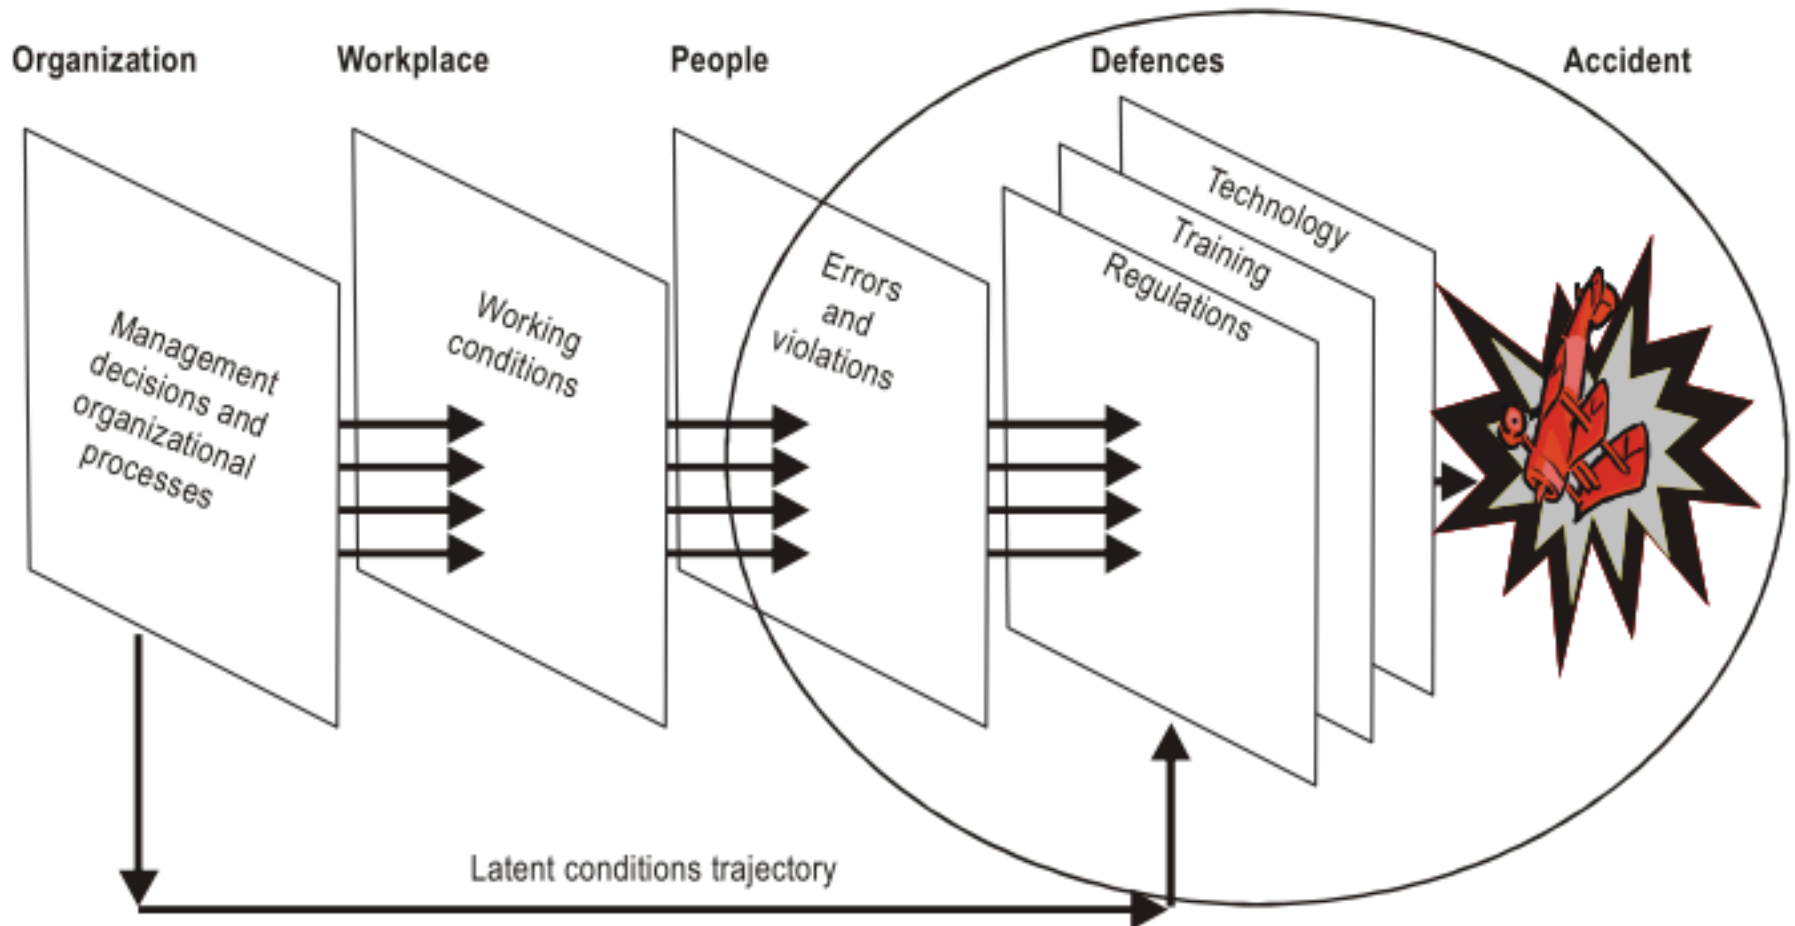 Organization
Workplace
People
Defences
Accident
Management
decisions and
organizational
processes
Working
conditions
Errors
and
violations
Technology
Training
Regulations
Latent conditions trajectory